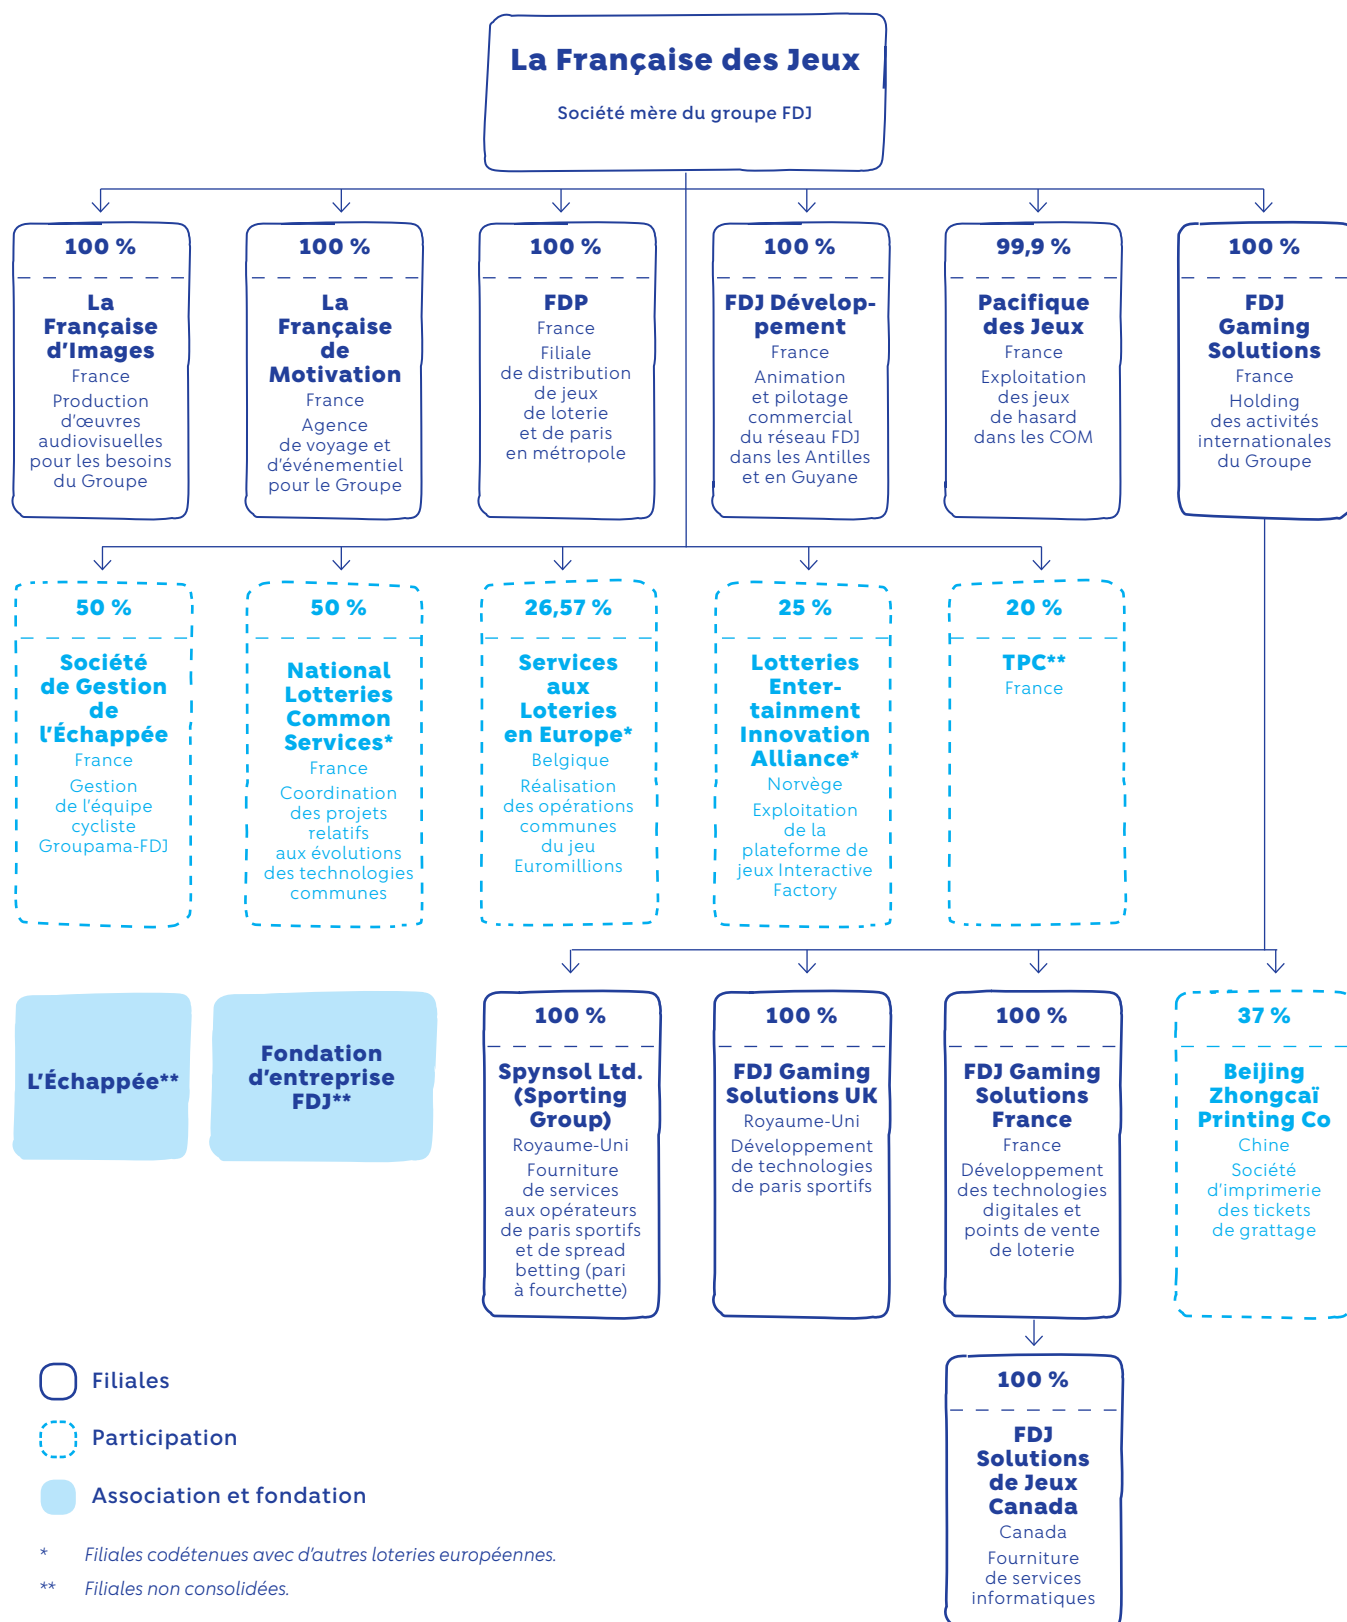 La Française des Jeux
Société mère du groupe FDJ
100 %
La
Française
d'Images
France
Production
d'œuvres
audiovisuelles
pour les besoins
du Groupe
100 %
La
Française
de
Motivation
France
Agence
de voyage et
d'événementiel
pour le Groupe
100 %
FDP
France
Filiale
de distribution
de jeux
de loterie
et de paris
en métropole
100 %
FDJ Dévelop-
pement
France
Animation
et pilotage
commercial
du réseau FDJ
dans les Antilles
et en Guyane
99,9 %
Pacifique
des Jeux
France
Exploitation
des jeux
de hasard
dans les COM
100 %
FDJ
Gaming
Solutions
France
Holding
des activités
internationales
du Groupe
50 %
Société
de Gestion
de
l'Échappée
France
Gestion
de l'équipe
cycliste
Groupama-FDJ
50 %
National
Lotteries
Common
Services*
France
Coordination
des projets
relatifs
aux évolutions
des technologies
communes
26,57 %
Services
aux
Loteries
en Europe*
Belgique
Réalisation
des opérations
communes
du jeu
Euromillions
25 %
Lotteries
Enter-
tainment
Innovation
Alliance*
Norvège
Exploitation
de la
plateforme de
jeux Interactive
Factory
20 %
TPC**
France
L'Échappée**
Fondation
d'entreprise
FDJ**
100 %
Spynsol Ltd.
(Sporting
Group)
Royaume-Uni
Fourniture
de services
aux opérateurs
de paris sportifs
et de spread
betting (pari
à fourchette)
100 %
FDJ Gaming
Solutions UK
Royaume-Uni
Développement
de technologies
de paris sportifs
100 %
FDJ Gaming
Solutions
France
France
Développement
des technologies
digitales et
points de vente
de loterie
37 %
Beijing
Zhongcaï
Printing Co
Chine
Société
d'imprimerie
des tickets
de grattage
100 %
FDJ
Solutions
de Jeux
Canada
Canada
Fourniture
de services
informatiques
Filiales
Participation
Association et fondation
* Filiales codétenues avec d'autres loteries européennes.
** Filiales non consolidées.